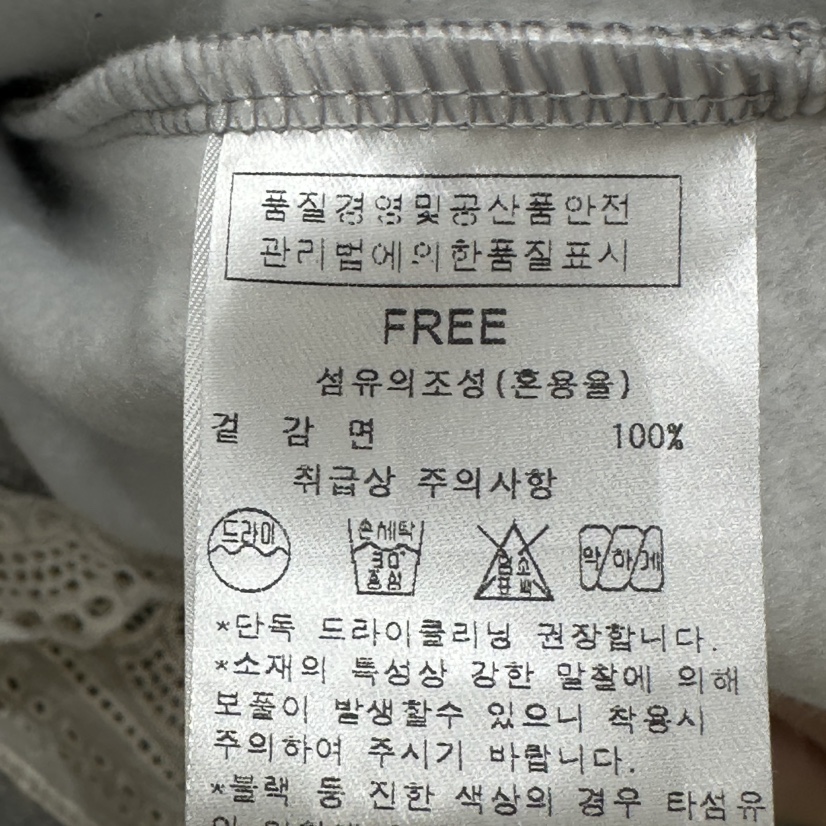 품질경영및공산품안전
관리법에의한품질표시
FREE
섬유의조성(혼용율)
겉 감 면 100%
취급상 주의사항
드라이 손세탁 30° 중성 염소표백 약하게
*단독 드라이클리닝 권장합니다.
*소재의 특성상 강한 말찰에 의해
보풀이 발생할수 있으니 착용시
주의하여 주시기 바랍니다.
*블랙 등 진한 색상의 경우 타섬유